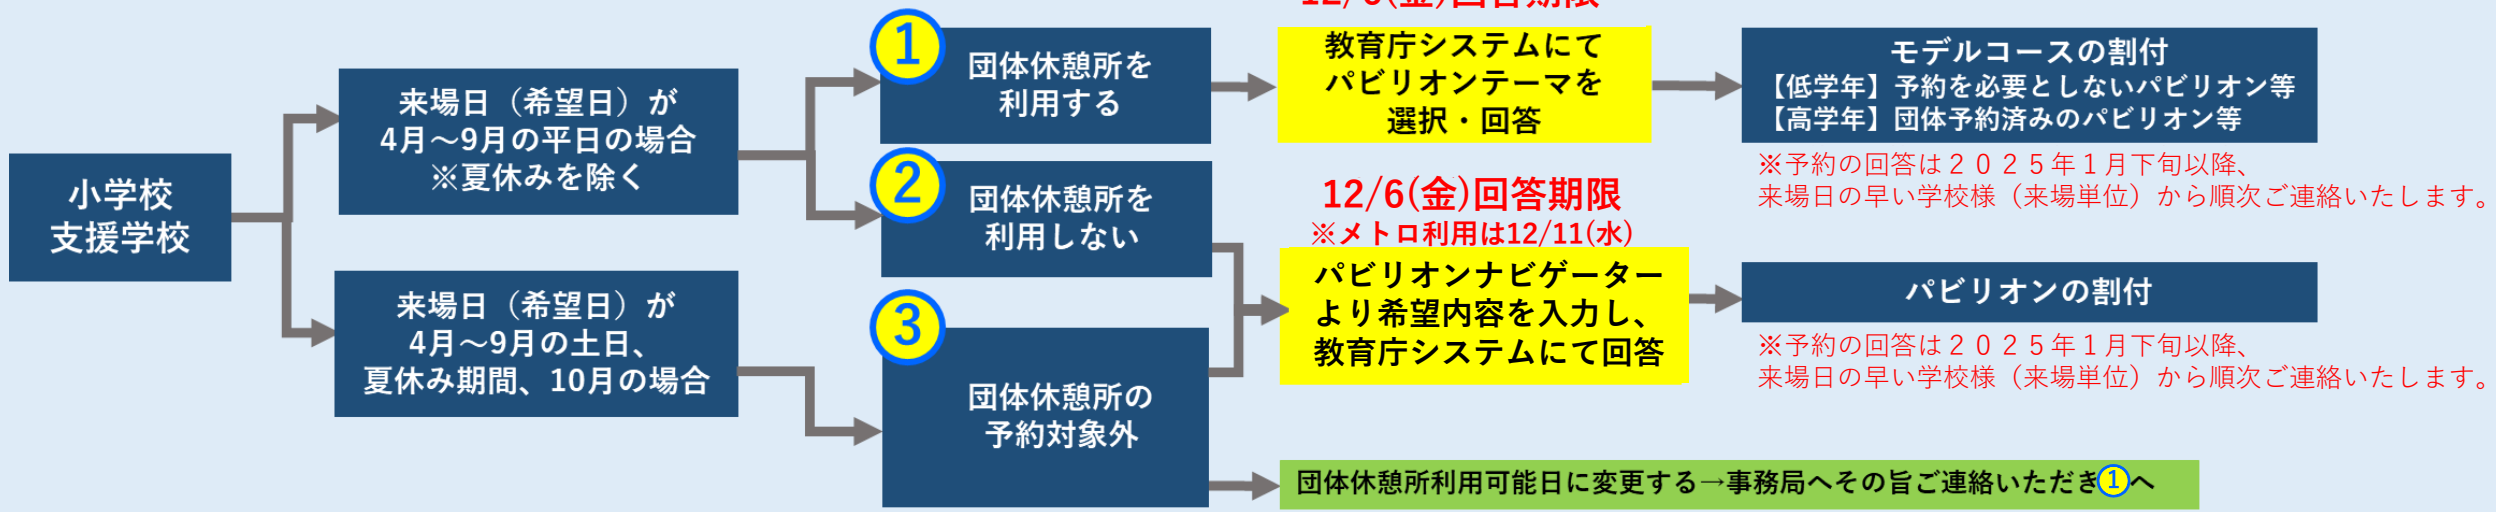 小学校
支援学校
来場日（希望日）が
4月～9月の平日の場合
※夏休みを除く
来場日（希望日）が
4月～9月の土日、
夏休み期間、10月の場合
1
団体休憩所を
利用する
2
団体休憩所を
利用しない
3
団体休憩所の
予約対象外
12/6(金)回答期限
教育庁システムにて
パビリオンテーマを
選択・回答
12/6(金)回答期限
※メトロ利用は12/11(水)
パビリオンナビゲーター
より希望内容を入力し、
教育庁システムにて回答
団体休憩所利用可能日に変更する→事務局へその旨ご連絡いただき1へ
モデルコースの割付
【低学年】予約を必要としないパビリオン等
【高学年】団体予約済みのパビリオン等
※予約の回答は２０２５年１月下旬以降、
来場日の早い学校様（来場単位）から順次ご連絡いたします。
パビリオンの割付
※予約の回答は２０２５年１月下旬以降、
来場日の早い学校様（来場単位）から順次ご連絡いたします。